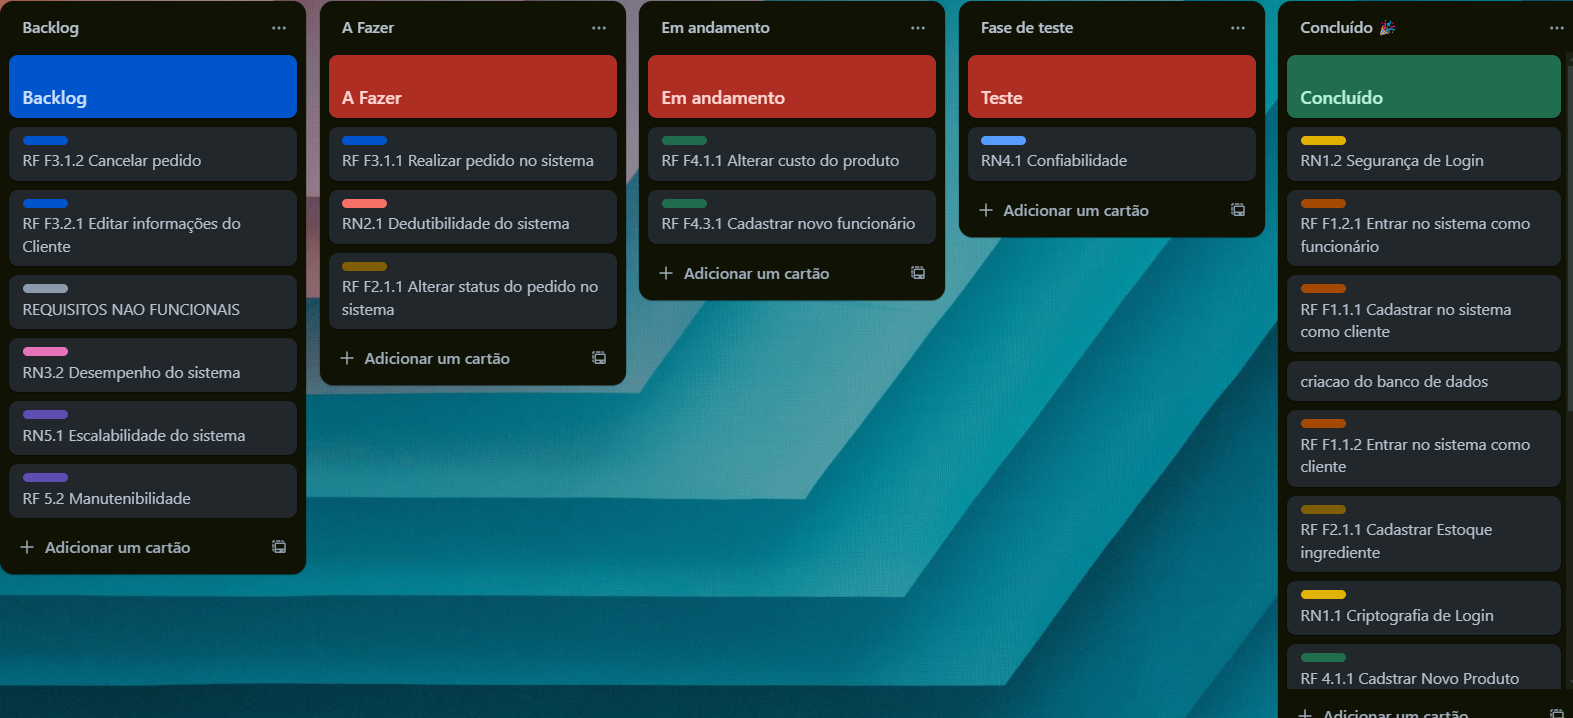 Backlog
Backlog
RF F3.1.2 Cancelar pedido
RF F3.2.1 Editar informações do
Cliente
REQUISITOS NAO FUNCIONAIS
RN3.2 Desempenho do sistema
RN5.1 Escalabilidade do sistema
RF 5.2 Manutenibilidade
Adicionar um cartão
A Fazer
A Fazer
RF F3.1.1 Realizar pedido no sistema
RN2.1 Dedutibilidade do sistema
RF F2.1.1 Alterar status do pedido no
sistema
Adicionar um cartão
Em andamento
Em andamento
RF F4.1.1 Alterar custo do produto
RF F4.3.1 Cadastrar novo funcionário
Adicionar um cartão
Fase de teste
Teste
RN4.1 Confiabilidade
Adicionar um cartão
Concluído 🎉
Concluído
RN1.2 Segurança de Login
RF F1.2.1 Entrar no sistema como
funcionário
RF F1.1.1 Cadastrar no sistema
como cliente
criacao do banco de dados
RF F1.1.2 Entrar no sistema como
cliente
RF F2.1.1 Cadastrar Estoque
ingrediente
RN1.1 Criptografia de Login
RF 4.1.1 Cadstrar Novo Produto
Adicionar um cartão